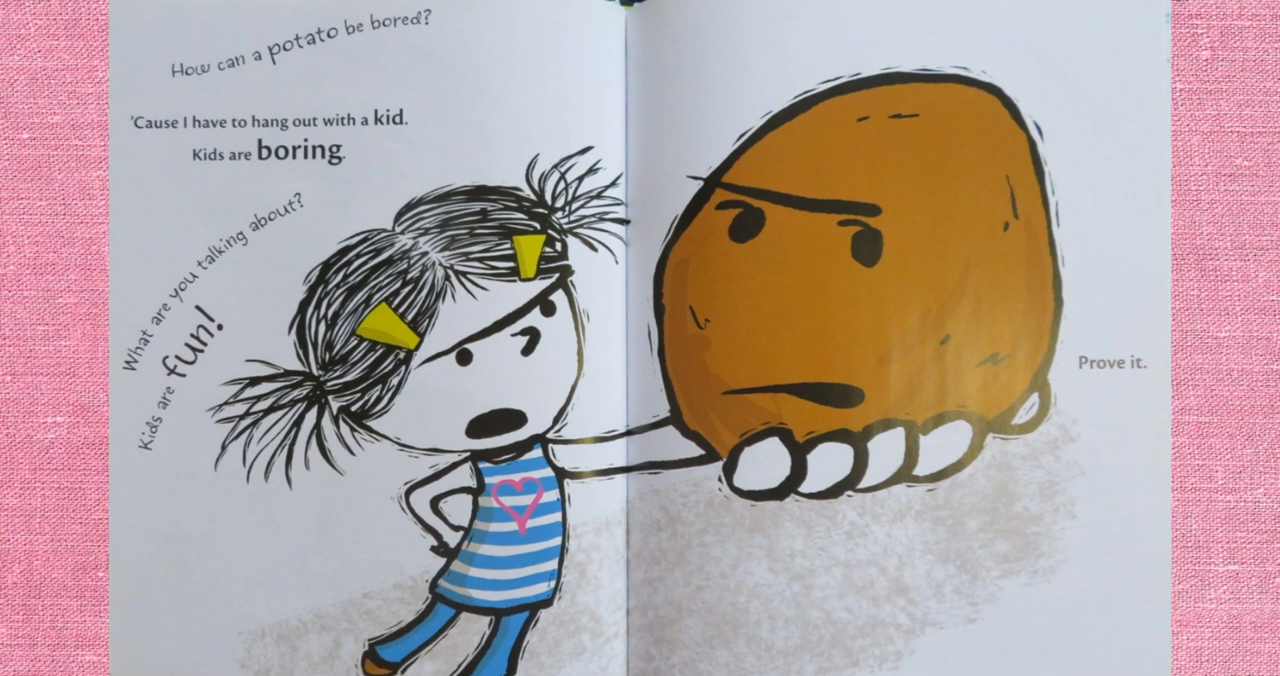 How can a potato be bored?
'Cause I have to hang out with a kid.
Kids are boring.
What are you talking about?
Kids are fun!
Prove it.